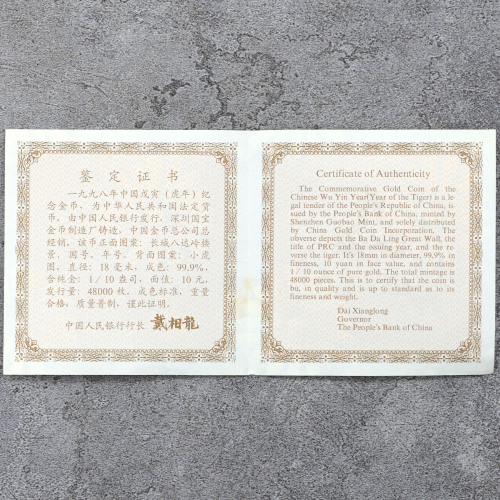 鉴定证书
一九九八年中国戊寅（虎年）纪
念金币，为中华人民共和国法定货
币，由中国人民银行发行，深圳国宝
金币制造厂铸造，中国金币总公司总
经销。该币正面图案：长城八达岭楼
景，国号、年号。背面图案：小虎
图，直径：18毫米，成色：99.9%，
含纯金：1/10盎司，面值：10元，
发行量：48000枚。成色标准，重量
合格，质量普制，谨此证明。
中国人民银行行长 戴相龍
Certificate of Authenticity
The Commemorative Gold Coin of the
Chinese Wu Yin Year(Year of the Tiger) is a le
gal tender of the People's Republic of China, is-
sued by the People's Bank of China, minted by
Shenzhen Guobao Mint, and solely distributed
by China Gold Coin Incorporation. The
obverse depicts the Ba Da Ling Great Wall, the
title of PRC and the issuing year, and the re-
verse the tiger. It's 18mm in diameter, 99.9% in
fineness, 10 yuan in face value, and contains
1/10 ounce of pure gold. The total mintage is
48000 pieces. This is to certify that the coin is
bu, in quality and is up to standard as to its
fineness and weight.
Dai Xianglong
Governor
The People's Bank of China